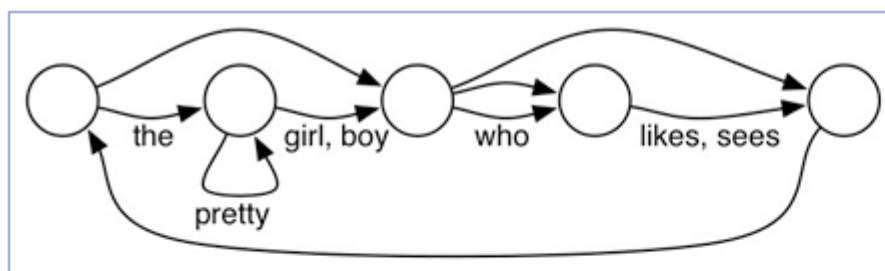 the
girl, boy
who
likes, sees
pretty